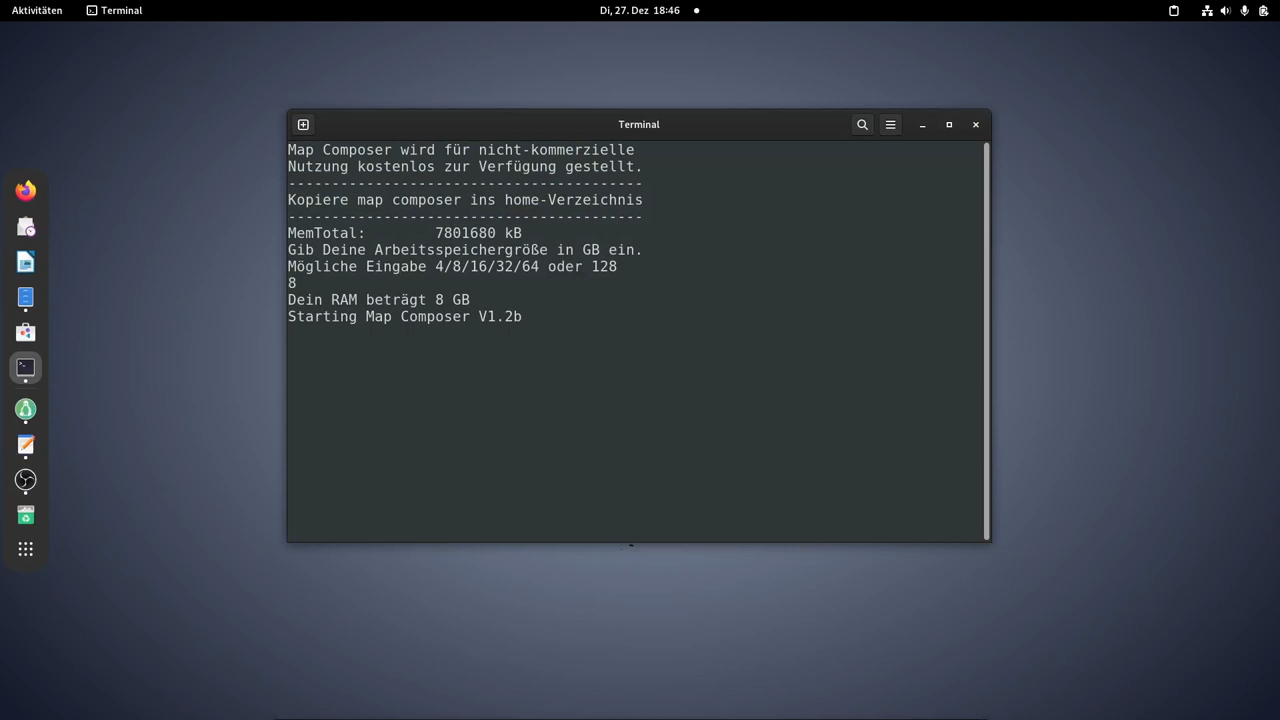 Aktivitäten
Terminal
Di, 27. Dez 18:46
Terminal
Map Composer wird für nicht-kommerzielle
Nutzung kostenlos zur Verfügung gestellt.
-----------------------------------------
Kopiere map composer ins home-Verzeichnis
-----------------------------------------
MemTotal:        7801680 kB
Gib Deine Arbeitsspeichergröße in GB ein.
Mögliche Eingabe 4/8/16/32/64 oder 128
8
Dein RAM beträgt 8 GB
Starting Map Composer V1.2b